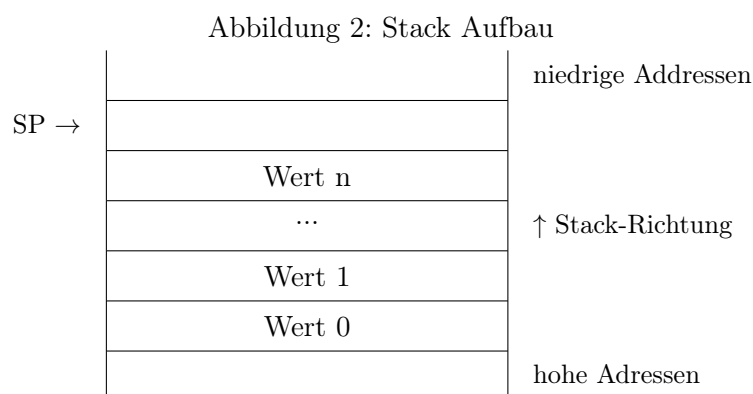 Abbildung 2: Stack Aufbau
niedrige Addressen
SP →
Wert n
...
↑ Stack-Richtung
Wert 1
Wert 0
hohe Adressen